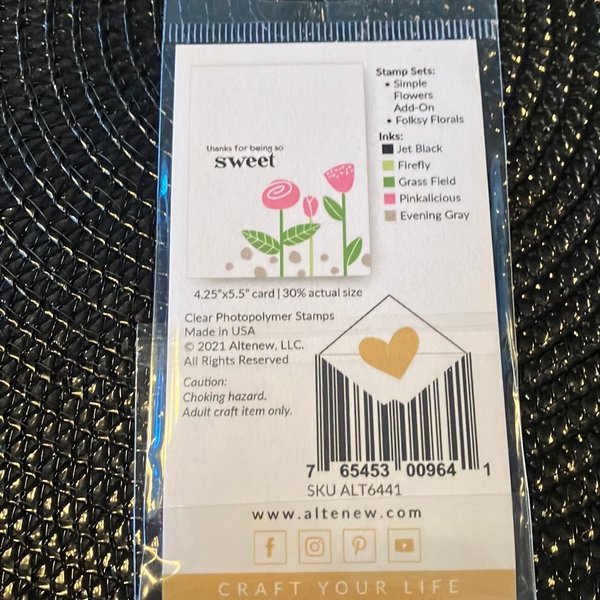 thanks for being so
sweet
Stamp Sets:
• Simple
Flowers
Add-On
• Folksy Florals
Inks:
Jet Black
Firefly
Grass Field
Pinkalicious
Evening Gray
4.25"x5.5" card | 30% actual size
Clear Photopolymer Stamps
Made in USA
© 2021 Altenew, LLC.
All Rights Reserved
Caution:
Choking hazard.
Adult craft item only.
7 65453 00964 1
SKU ALT6441
www.altenew.com
CRAFT YOUR LIFE